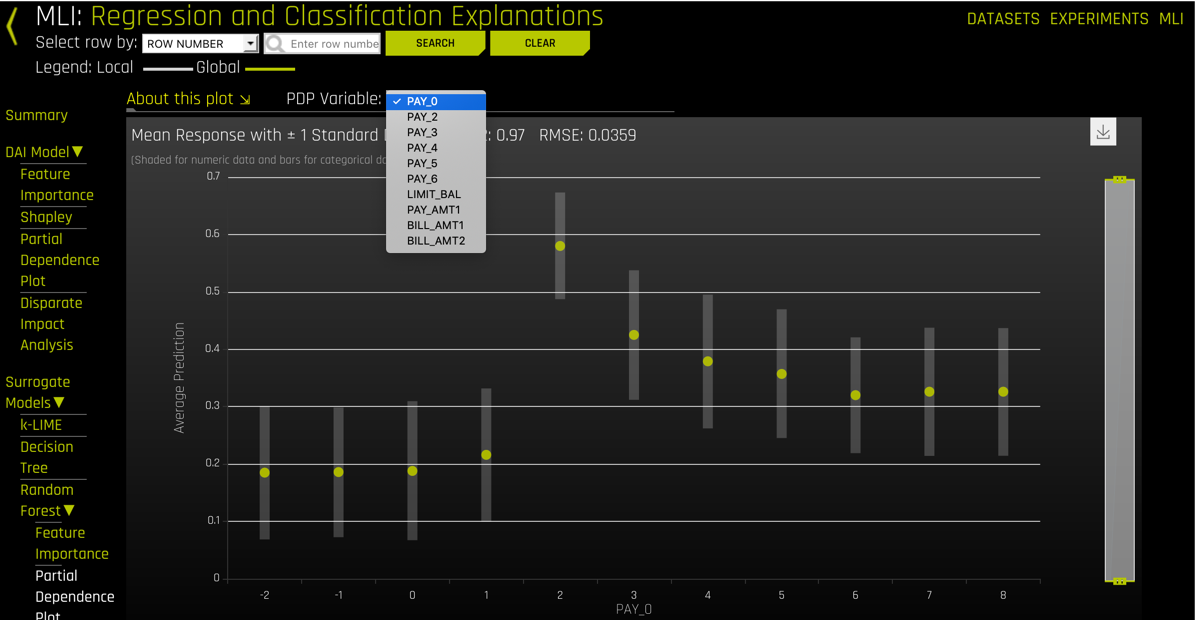 MLI: Regression and Classification Explanations
DATASETS EXPERIMENTS MLI
Select row by: ROW NUMBER Enter row numbe SEARCH CLEAR
Legend: Local Global
About this plot PDP Variable:
PAY_0
PAY_2
PAY_3
PAY_4
PAY_5
PAY_6
LIMIT_BAL
PAY_AMT1
BILL_AMT1
BILL_AMT2
Summary
DAI Model▼
Feature
Importance
Shapley
Partial
Dependence
Plot
Disparate
Impact
Analysis
Surrogate
Models▼
k-LIME
Decision
Tree
Random
Forest▼
Feature
Importance
Partial
Dependence
Plot
Mean Response with ± 1 Standard : 0.97 RMSE: 0.0359
(Shaded for numeric data and bars for categorical
0.7
0.6
0.5
0.4
0.3
0.2
0.1
0
Average Prediction
-2 -1 0 1 2 3 4 5 6 7 8
PAY_0